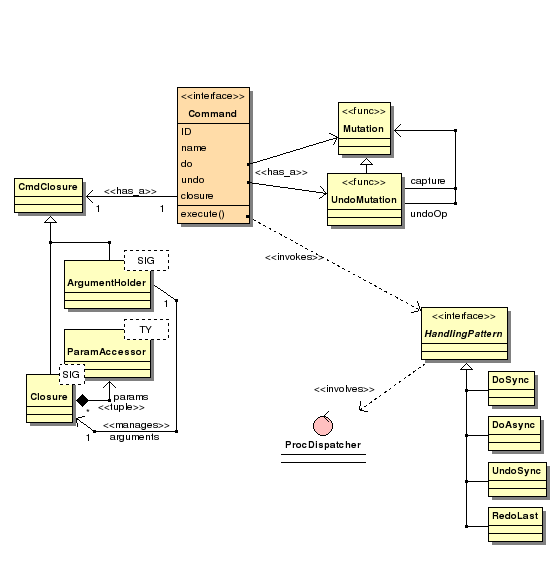 <<interface>>
Command
ID
name
do
undo
closure
execute()
<<func>>
Mutation
<<has_a>>
<<func>>
UndoMutation
capture
undoOp
CmdClosure
<<has_a>>
1
1
<<invokes>>
SIG
ArgumentHolder
1
TY
ParamAccessor
SIG
Closure
params
<<tuple>>
*
<<manages>>
1
arguments
<<interface>>
HandlingPattern
<<involves>>
ProcDispatcher
DoSync
DoAsync
UndoSync
RedoLast